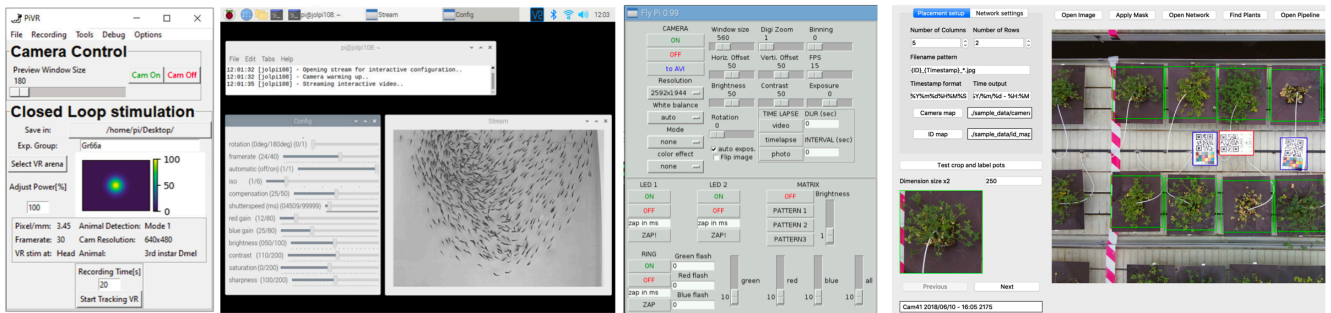 PiVR
File Recording Tools Debug Options
Camera Control
Preview Window Size
180
Cam On Cam Off
Closed Loop stimulation
Save in: /home/pi/Desktop/
Exp. Group: Gr66a
Select VR arena
100
50
0
Adjust Power[%]
100
Pixel/mm: 3.45 Animal Detection: Mode 1
Framerate: 30 Cam Resolution: 640x480
VR stim at: Head Animal: 3rd instar Dmel
Recording Time[s]
20
Start Tracking VR
pi@jolpi108: ~ Stream Config 12:03
pi@jolpi108: ~
File Edit Tabs Help
12:01:32 [jolpi108] - Opening stream for interactive configuration..
12:01:32 [jolpi108] - Camera warming up..
12:01:35 [jolpi108] - Streaming interactive video..
Config
rotation (0deg/180deg) (0/1)
framerate (24/40)
automatic (off/on) (1/1)
iso (1/6)
compensation (25/50)
shutterspeed (ms) (04509/99999)
red gain (12/80)
blue gain (25/80)
brightness (050/100)
contrast (110/200)
saturation (0/200)
sharpness (100/200)
Stream
Fly Pi 0.99
CAMERA
ON
OFF
to AVI
Resolution
2592x1944
White balance
auto
Mode
none
color effect
none
Window size
560
Digi Zoom
1
Binning
0
Horiz. Offset
50
Verti. Offset
50
FPS
15
Brightness
50
Contrast
50
Exposure
0
Rotation
0
auto expos.
Flip image
TIME LAPSE
video
timelapse
photo
DUR (sec)
0
INTERVAL (sec)
0
LED 1
ON
OFF
zap in ms
ZAP!
LED 2
ON
OFF
zap in ms
ZAP!
MATRIX
OFF
PATTERN 1
PATTERN 2
PATTERN3
Brightness
1
RING
ON
OFF
zap in ms
ZAP
Green flash
0
Red flash
0
Blue flash
0
10 green
10 red
10 blue
10 all
Placement setup Network settings
Number of Columns Number of Rows
5 2
Filename pattern
{ID}_{Timestamp}_*.jpg
Timestamp format Time output
%Y%m%d%H%M%S %Y/%m/%d - %H:%M
Camera map ./sample_data/camera
ID map ./sample_data/id_map
Test crop and label pots
Dimension size x2 250
Previous Next
Cam41 2018/06/10 - 16:05 2175
Open Image Apply Mask Open Network Find Plants Open Pipeline